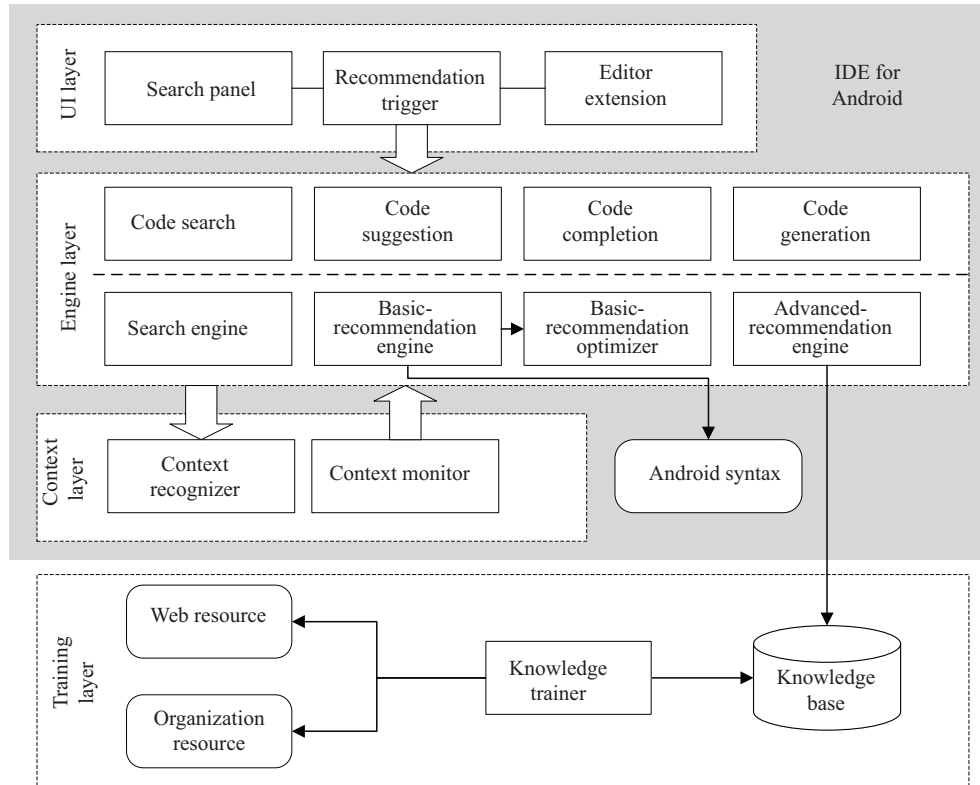 UI layer
Search panel
Recommendation
trigger
Editor
extension
IDE for
Android
Engine layer
Code search
Code
suggestion
Code
completion
Code
generation
Search engine
Basic-
recommendation
engine
Basic-
recommendation
optimizer
Advanced-
recommendation
engine
Context
layer
Context
recognizer
Context monitor
Android syntax
Training
layer
Web resource
Organization
resource
Knowledge
trainer
Knowledge
base